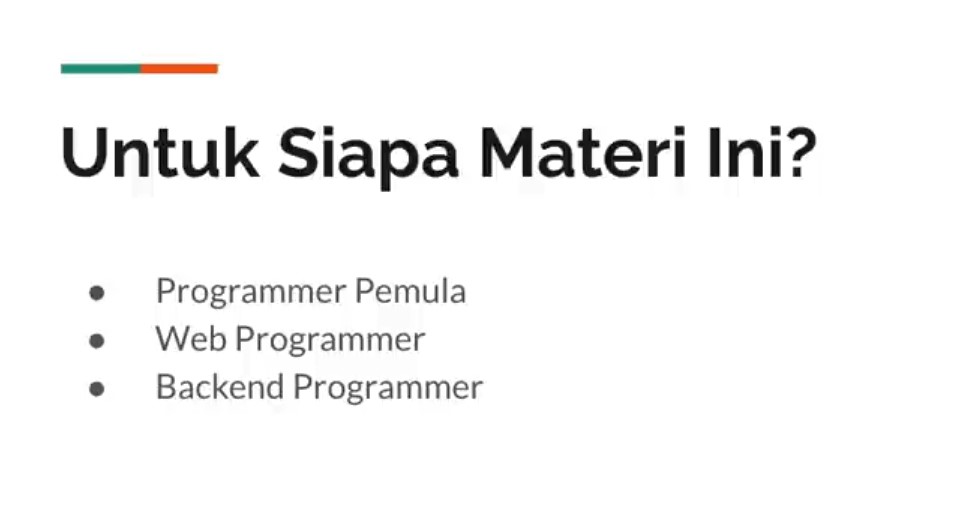 Untuk Siapa Materi Ini?
● Programmer Pemula
● Web Programmer
● Backend Programmer